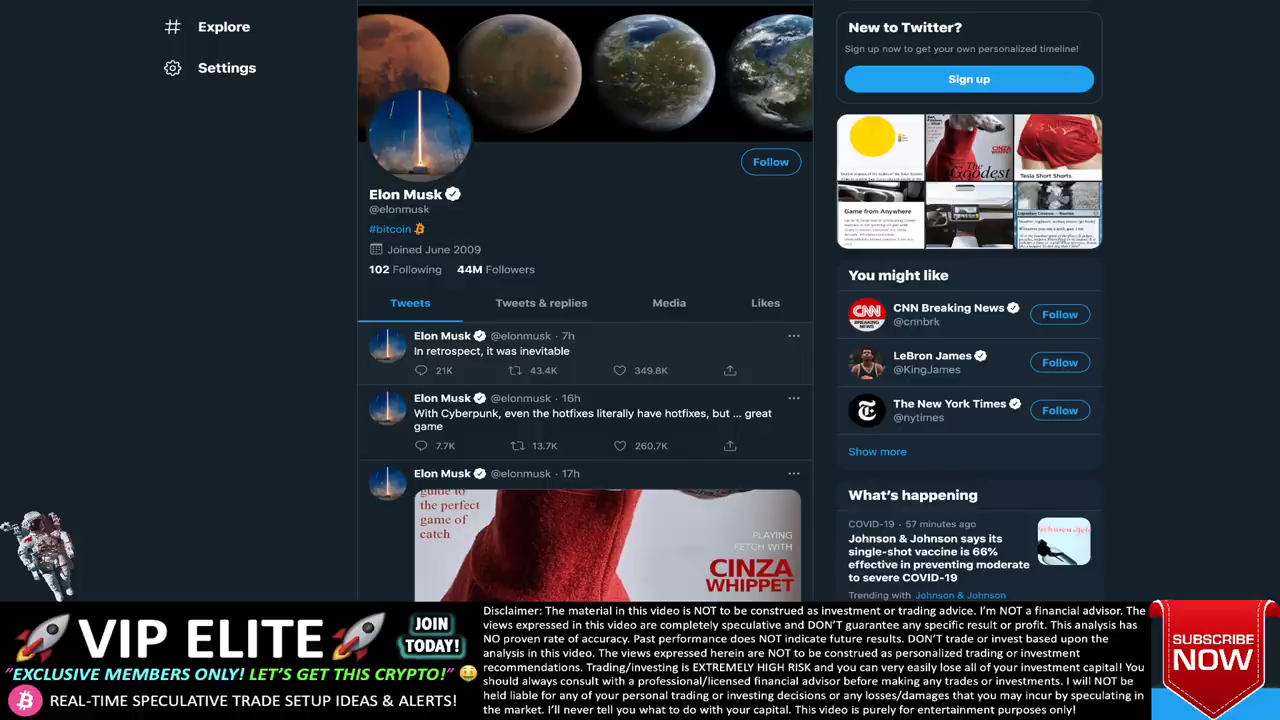 Explore
Settings
Elon Musk
@elonmusk
#bitcoin
Joined June 2009
102 Following 44M Followers
Follow
Tweets Tweets & replies Media Likes
Elon Musk @elonmusk · 7h
In retrospect, it was inevitable
21K 43.4K 349.8K
Elon Musk @elonmusk · 16h
With Cyberpunk, even the hotfixes literally have hotfixes, but ... great
game
7.7K 13.7K 260.7K
Elon Musk @elonmusk · 17h
guide to
the perfect
game of
catch
PLAYING
FETCH WITH
CINZA
WHIPPET
New to Twitter?
Sign up now to get your own personalized timeline!
Sign up
CINZA
The
Goodest
Tesla Short Shorts
Game from Anywhere
You might like
CNN Breaking News
@cnnbrk
Follow
CNN
BREAKING
NEWS
LeBron James
@KingJames
Follow
The New York Times
@nytimes
Follow
Show more
What's happening
COVID-19 · 57 minutes ago
Johnson & Johnson says its
single-shot vaccine is 66%
effective in preventing moderate
to severe COVID-19
Trending with Johnson & Johnson
VIP ELITE
JOIN
TODAY!
"EXCLUSIVE MEMBERS ONLY! LET'S GET THIS CRYPTO!"
REAL-TIME SPECULATIVE TRADE SETUP IDEAS & ALERTS!
Disclaimer: The material in this video is NOT to be construed as investment or trading advice. I'm NOT a financial advisor. The
views expressed in this video are completely speculative and DON'T guarantee any specific result or profit. This analysis has
NO proven rate of accuracy. Past performance does NOT indicate future results. DON'T trade or invest based upon the
analysis in this video. The views expressed herein are NOT to be construed as personalized trading or investment
recommendations. Trading/investing is EXTREMELY HIGH RISK and you can very easily lose all of your investment capital! You
should always consult with a professional/licensed financial advisor before making any trades or investments. I will NOT be
held liable for any of your personal trading or investing decisions or any losses/damages that you may incur by speculating in
the market. I'll never tell you what to do with your capital. This video is purely for entertainment purposes only!
SUBSCRIBE
NOW